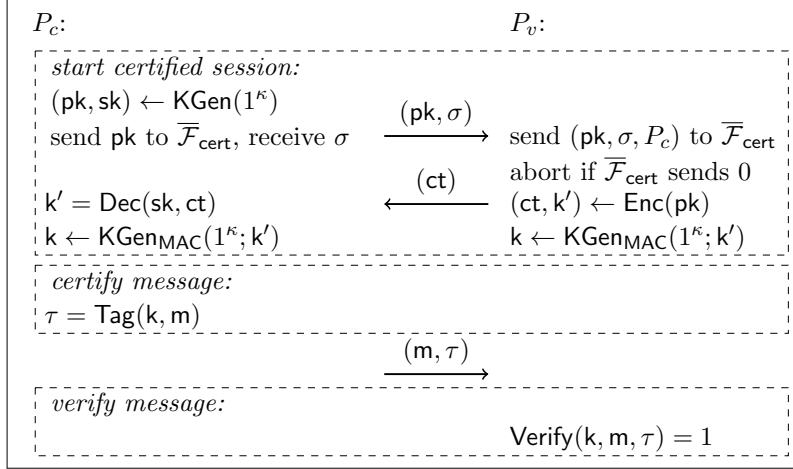 P_c: P_v:
start certified session:
(pk, sk) ← KGen(1^κ)
send pk to F̅_cert, receive σ (pk, σ) send (pk, σ, P_c) to F̅_cert
abort if F̅_cert sends 0
k′ = Dec(sk, ct) (ct) (ct, k′) ← Enc(pk)
k ← KGen_MAC(1^κ; k′) k ← KGen_MAC(1^κ; k′)
certify message:
τ = Tag(k, m)
(m, τ)
verify message:
Verify(k, m, τ) = 1